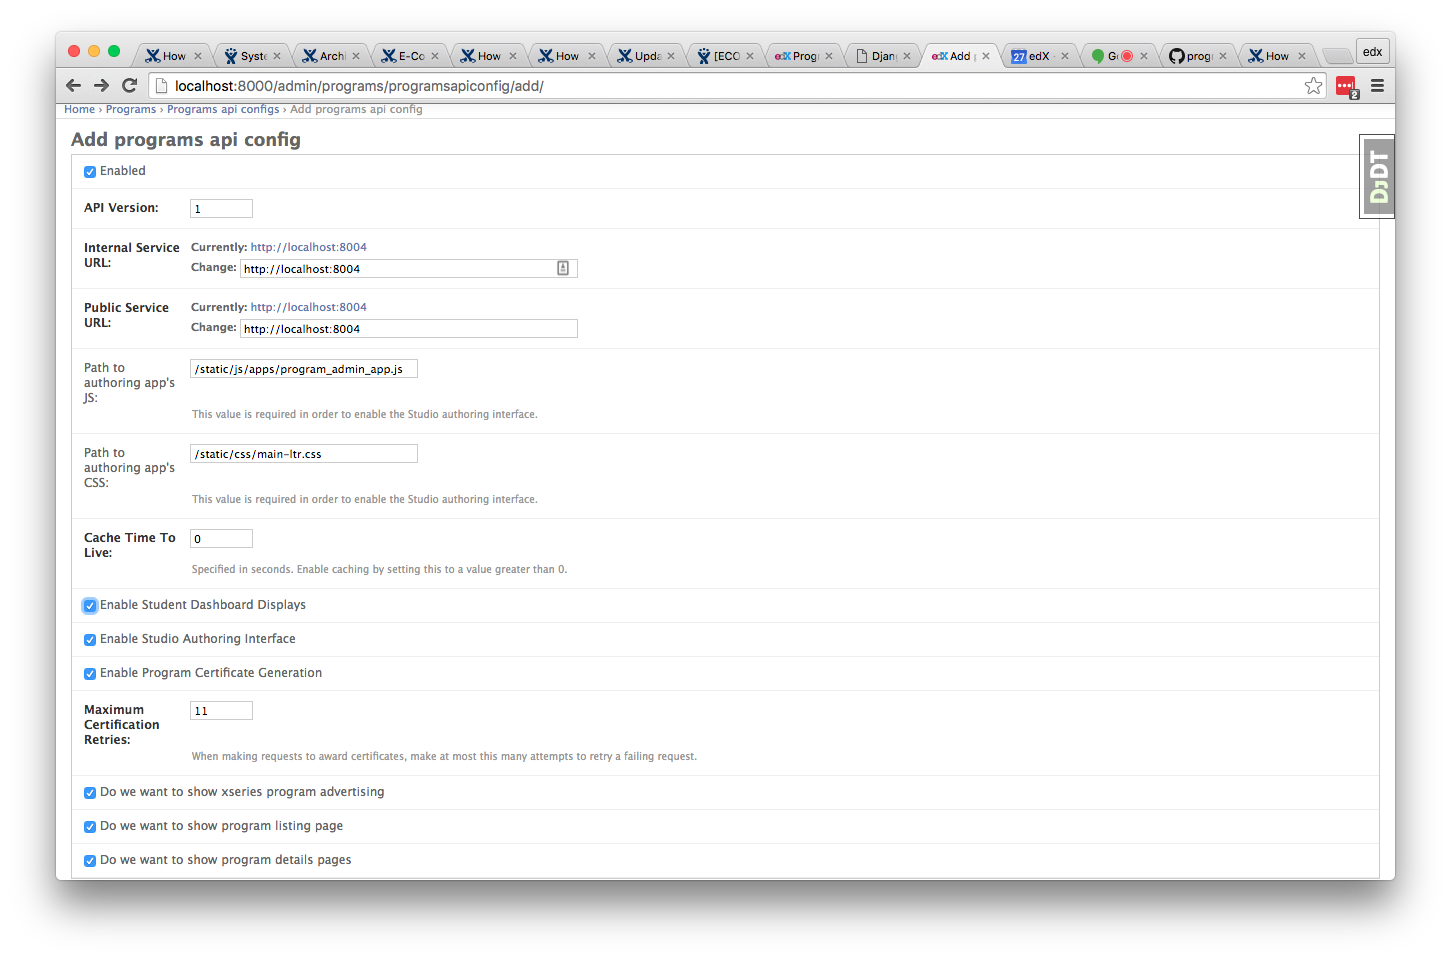 How
Syste
Archi
E-Co
How
How
Upda
[ECO
edX Progr
Djan
edX Add p
27 edX -
G
progr
How
edx
localhost:8000/admin/programs/programsapiconfig/add/
2
Home › Programs › Programs api configs › Add programs api config
Add programs api config
DJDT
Enabled
API Version: 1
Internal Service URL:
Currently: http://localhost:8004
Change: http://localhost:8004
Public Service URL:
Currently: http://localhost:8004
Change: http://localhost:8004
Path to
authoring app's
JS:
/static/js/apps/program_admin_app.js
This value is required in order to enable the Studio authoring interface.
Path to
authoring app's
CSS:
/static/css/main-ltr.css
This value is required in order to enable the Studio authoring interface.
Cache Time To
Live:
0
Specified in seconds. Enable caching by setting this to a value greater than 0.
Enable Student Dashboard Displays
Enable Studio Authoring Interface
Enable Program Certificate Generation
Maximum
Certification
Retries:
11
When making requests to award certificates, make at most this many attempts to retry a failing request.
Do we want to show xseries program advertising
Do we want to show program listing page
Do we want to show program details pages